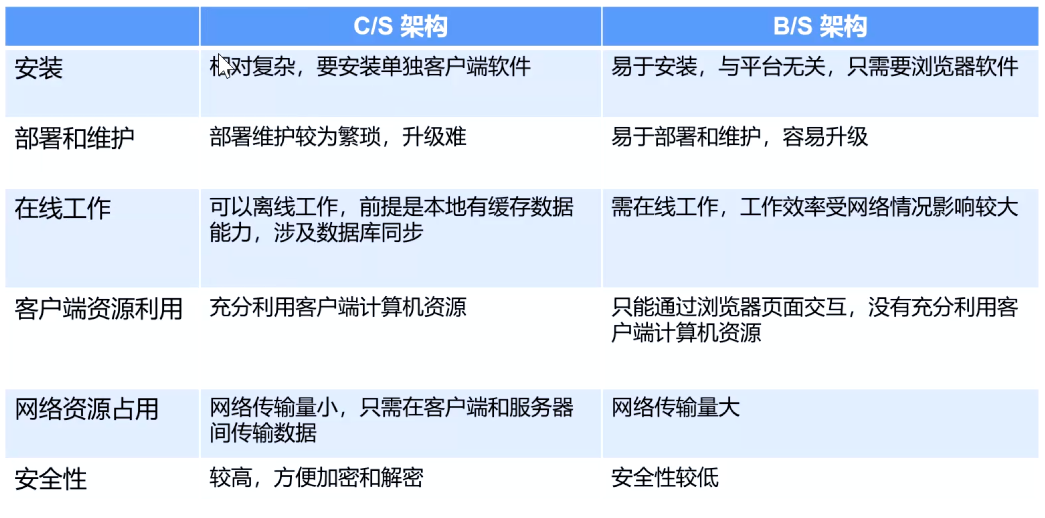 C/S 架构 B/S 架构
安装 相对复杂，要安装单独客户端软件 易于安装，与平台无关，只需要浏览器软件
部署和维护 部署维护较为繁琐，升级难 易于部署和维护，容易升级
在线工作 可以离线工作，前提是本地有缓存数据 需在线工作，工作效率受网络情况影响较大
能力，涉及数据库同步
客户端资源利用 充分利用客户端计算机资源 只能通过浏览器页面交互，没有充分利用客
户端计算机资源
网络资源占用 网络传输量小，只需在客户端和服务器 网络传输量大
间传输数据
安全性 较高，方便加密和解密 安全性较低